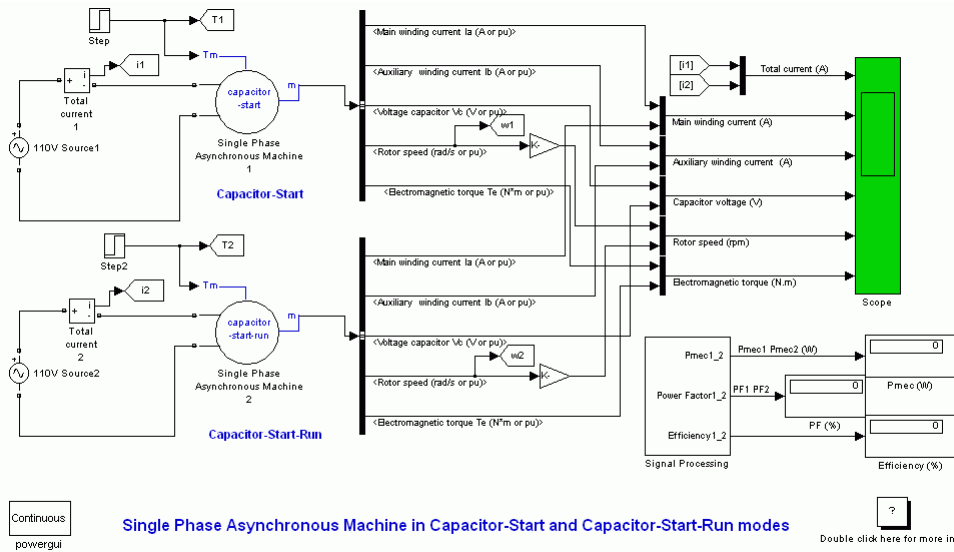 Step
T1
Tm
i1
Total
current
1
110V Source1
capacitor
-start
m
Single Phase
Asynchronous Machine
1
Capacitor-Start
<Main winding current Ia (A or pu)>
<Auxiliary winding current Ib (A or pu)>
<Voltage capacitor Vc (V or pu)>
w1
<Rotor speed (rad/s or pu)>
K-
<Electromagnetic torque Te (N*m or pu)>
[i1]
[i2]
Total current (A)
Main winding current (A)
Auxiliary winding current (A)
Capacitor voltage (V)
Rotor speed (rpm)
Electromagnetic torque (N.m)
Scope
Step2
T2
Tm
i2
Total
current
2
110V Source2
capacitor
-start-run
m
Single Phase
Asynchronous Machine
2
Capacitor-Start-Run
<Main winding current Ia (A or pu)>
<Auxiliary winding current Ib (A or pu)>
<Voltage capacitor Vc (V or pu)>
w2
<Rotor speed (rad/s or pu)>
K-
<Electromagnetic torque Te (N*m or pu)>
Pmec1_2
Power Factor1_2
Efficiency1_2
Signal Processing
Pmec1 Pmec2 (W)
PF1 PF2
0
Pmec (W)
0
PF (%)
0
Efficiency (%)
Continuous
powergui
Single Phase Asynchronous Machine in Capacitor-Start and Capacitor-Start-Run modes
?
Double click here for more in